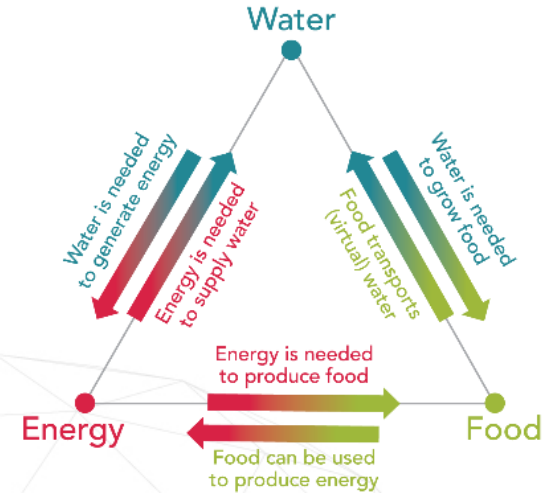 Water
Water is needed
to generate energy
Energy is needed
to supply water
Food transports
(virtual) water
Water is needed
to grow food
Energy is needed
to produce food
Energy
Food
Food can be used
to produce energy